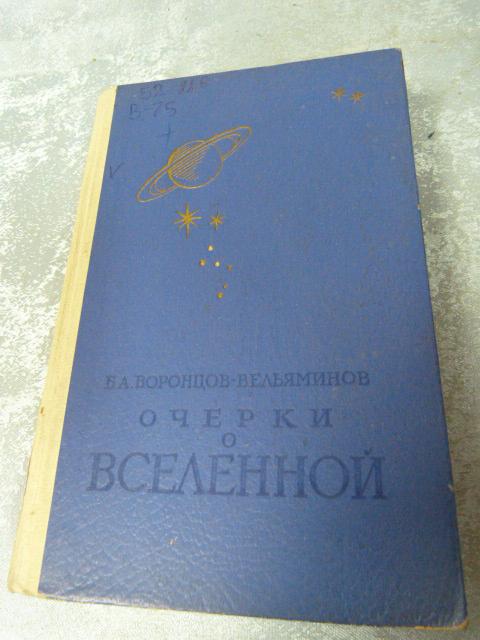 В-75
Б.А.ВОРОНЦОВ-ВЕЛЬЯМИНОВ
ОЧЕРКИ
О
ВСЕЛЕННОЙ